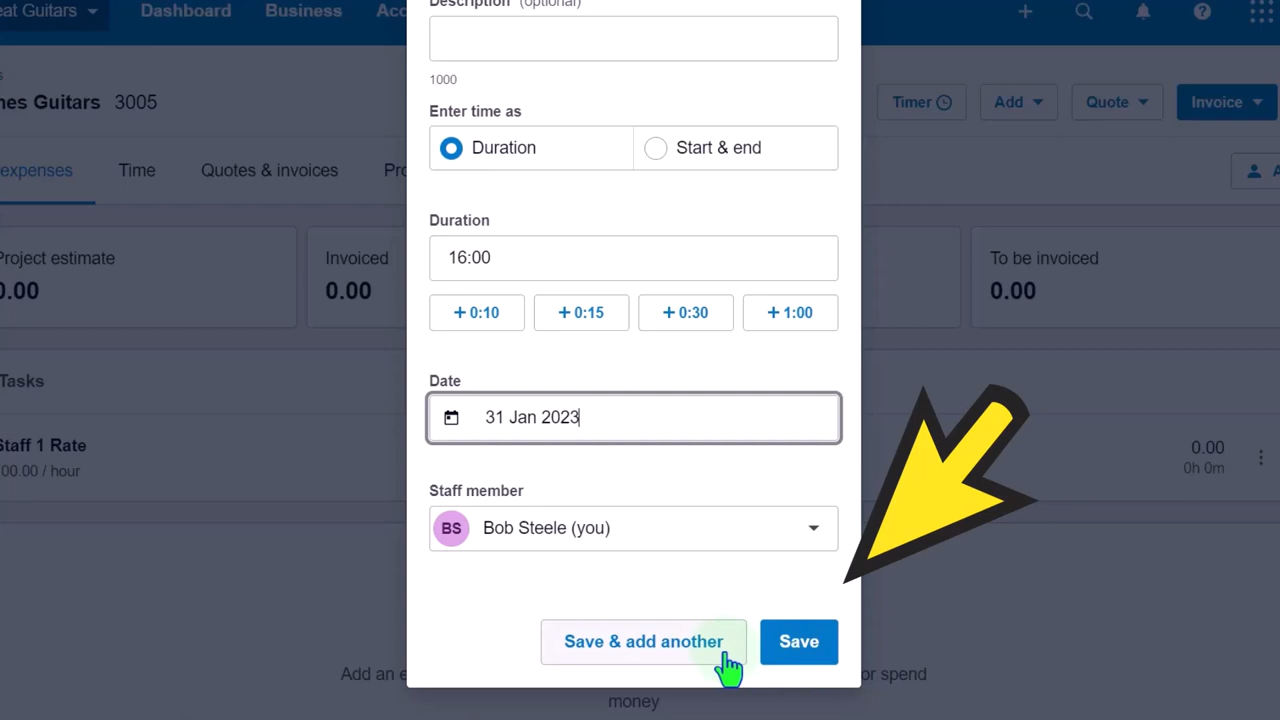 eat Guitars
Dashboard
Business
Acc
Description (optional)
1000
nes Guitars 3005
Timer
Add
Quote
Invoice
Enter time as
Duration
Start & end
expenses
Time
Quotes & invoices
Pro
A
Duration
16:00
+ 0:10
+ 0:15
+ 0:30
+ 1:00
Project estimate
0.00
Invoiced
0.00
To be invoiced
0.00
Tasks
Date
31 Jan 2023
Staff 1 Rate
00.00 / hour
0.00
0h 0m
Staff member
BS
Bob Steele (you)
Save & add another
Save
Add an e
or spend
money